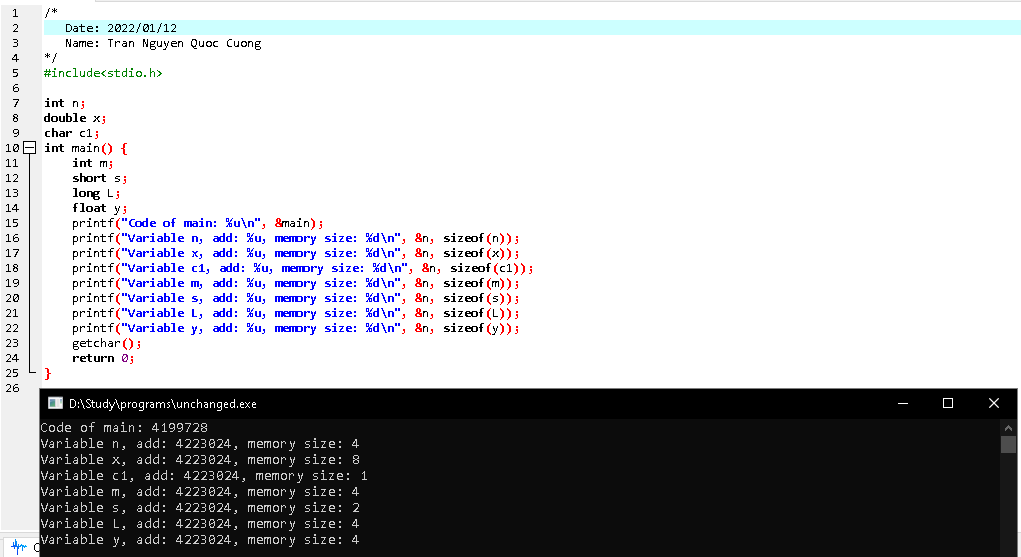 1 /*
2 Date: 2022/01/12
3 Name: Tran Nguyen Quoc Cuong
4 */
5 #include<stdio.h>
6
7 int n;
8 double x;
9 char c1;
10 int main() {
11 int m;
12 short s;
13 long L;
14 float y;
15 printf("Code of main: %u\n", &main);
16 printf("Variable n, add: %u, memory size: %d\n", &n, sizeof(n));
17 printf("Variable x, add: %u, memory size: %d\n", &n, sizeof(x));
18 printf("Variable c1, add: %u, memory size: %d\n", &n, sizeof(c1));
19 printf("Variable m, add: %u, memory size: %d\n", &n, sizeof(m));
20 printf("Variable s, add: %u, memory size: %d\n", &n, sizeof(s));
21 printf("Variable L, add: %u, memory size: %d\n", &n, sizeof(L));
22 printf("Variable y, add: %u, memory size: %d\n", &n, sizeof(y));
23 getchar();
24 return 0;
25 }
26
D:\Study\programs\unchanged.exe
Code of main: 4199728
Variable n, add: 4223024, memory size: 4
Variable x, add: 4223024, memory size: 8
Variable c1, add: 4223024, memory size: 1
Variable m, add: 4223024, memory size: 4
Variable s, add: 4223024, memory size: 2
Variable L, add: 4223024, memory size: 4
Variable y, add: 4223024, memory size: 4